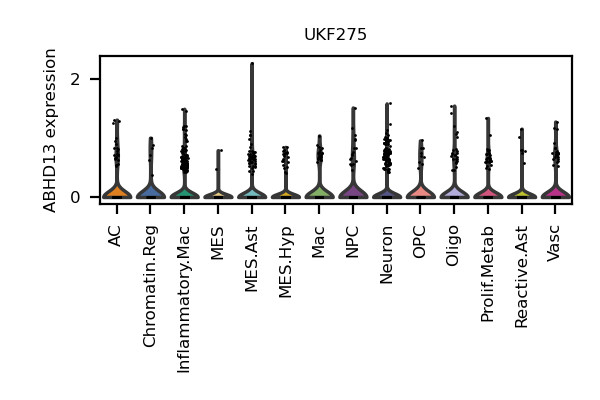 UKF275
ABHD13 expression
2
0
AC
Chromatin.Reg
Inflammatory.Mac
MES
MES.Ast
MES.Hyp
Mac
NPC
Neuron
OPC
Oligo
Prolif.Metab
Reactive.Ast
Vasc